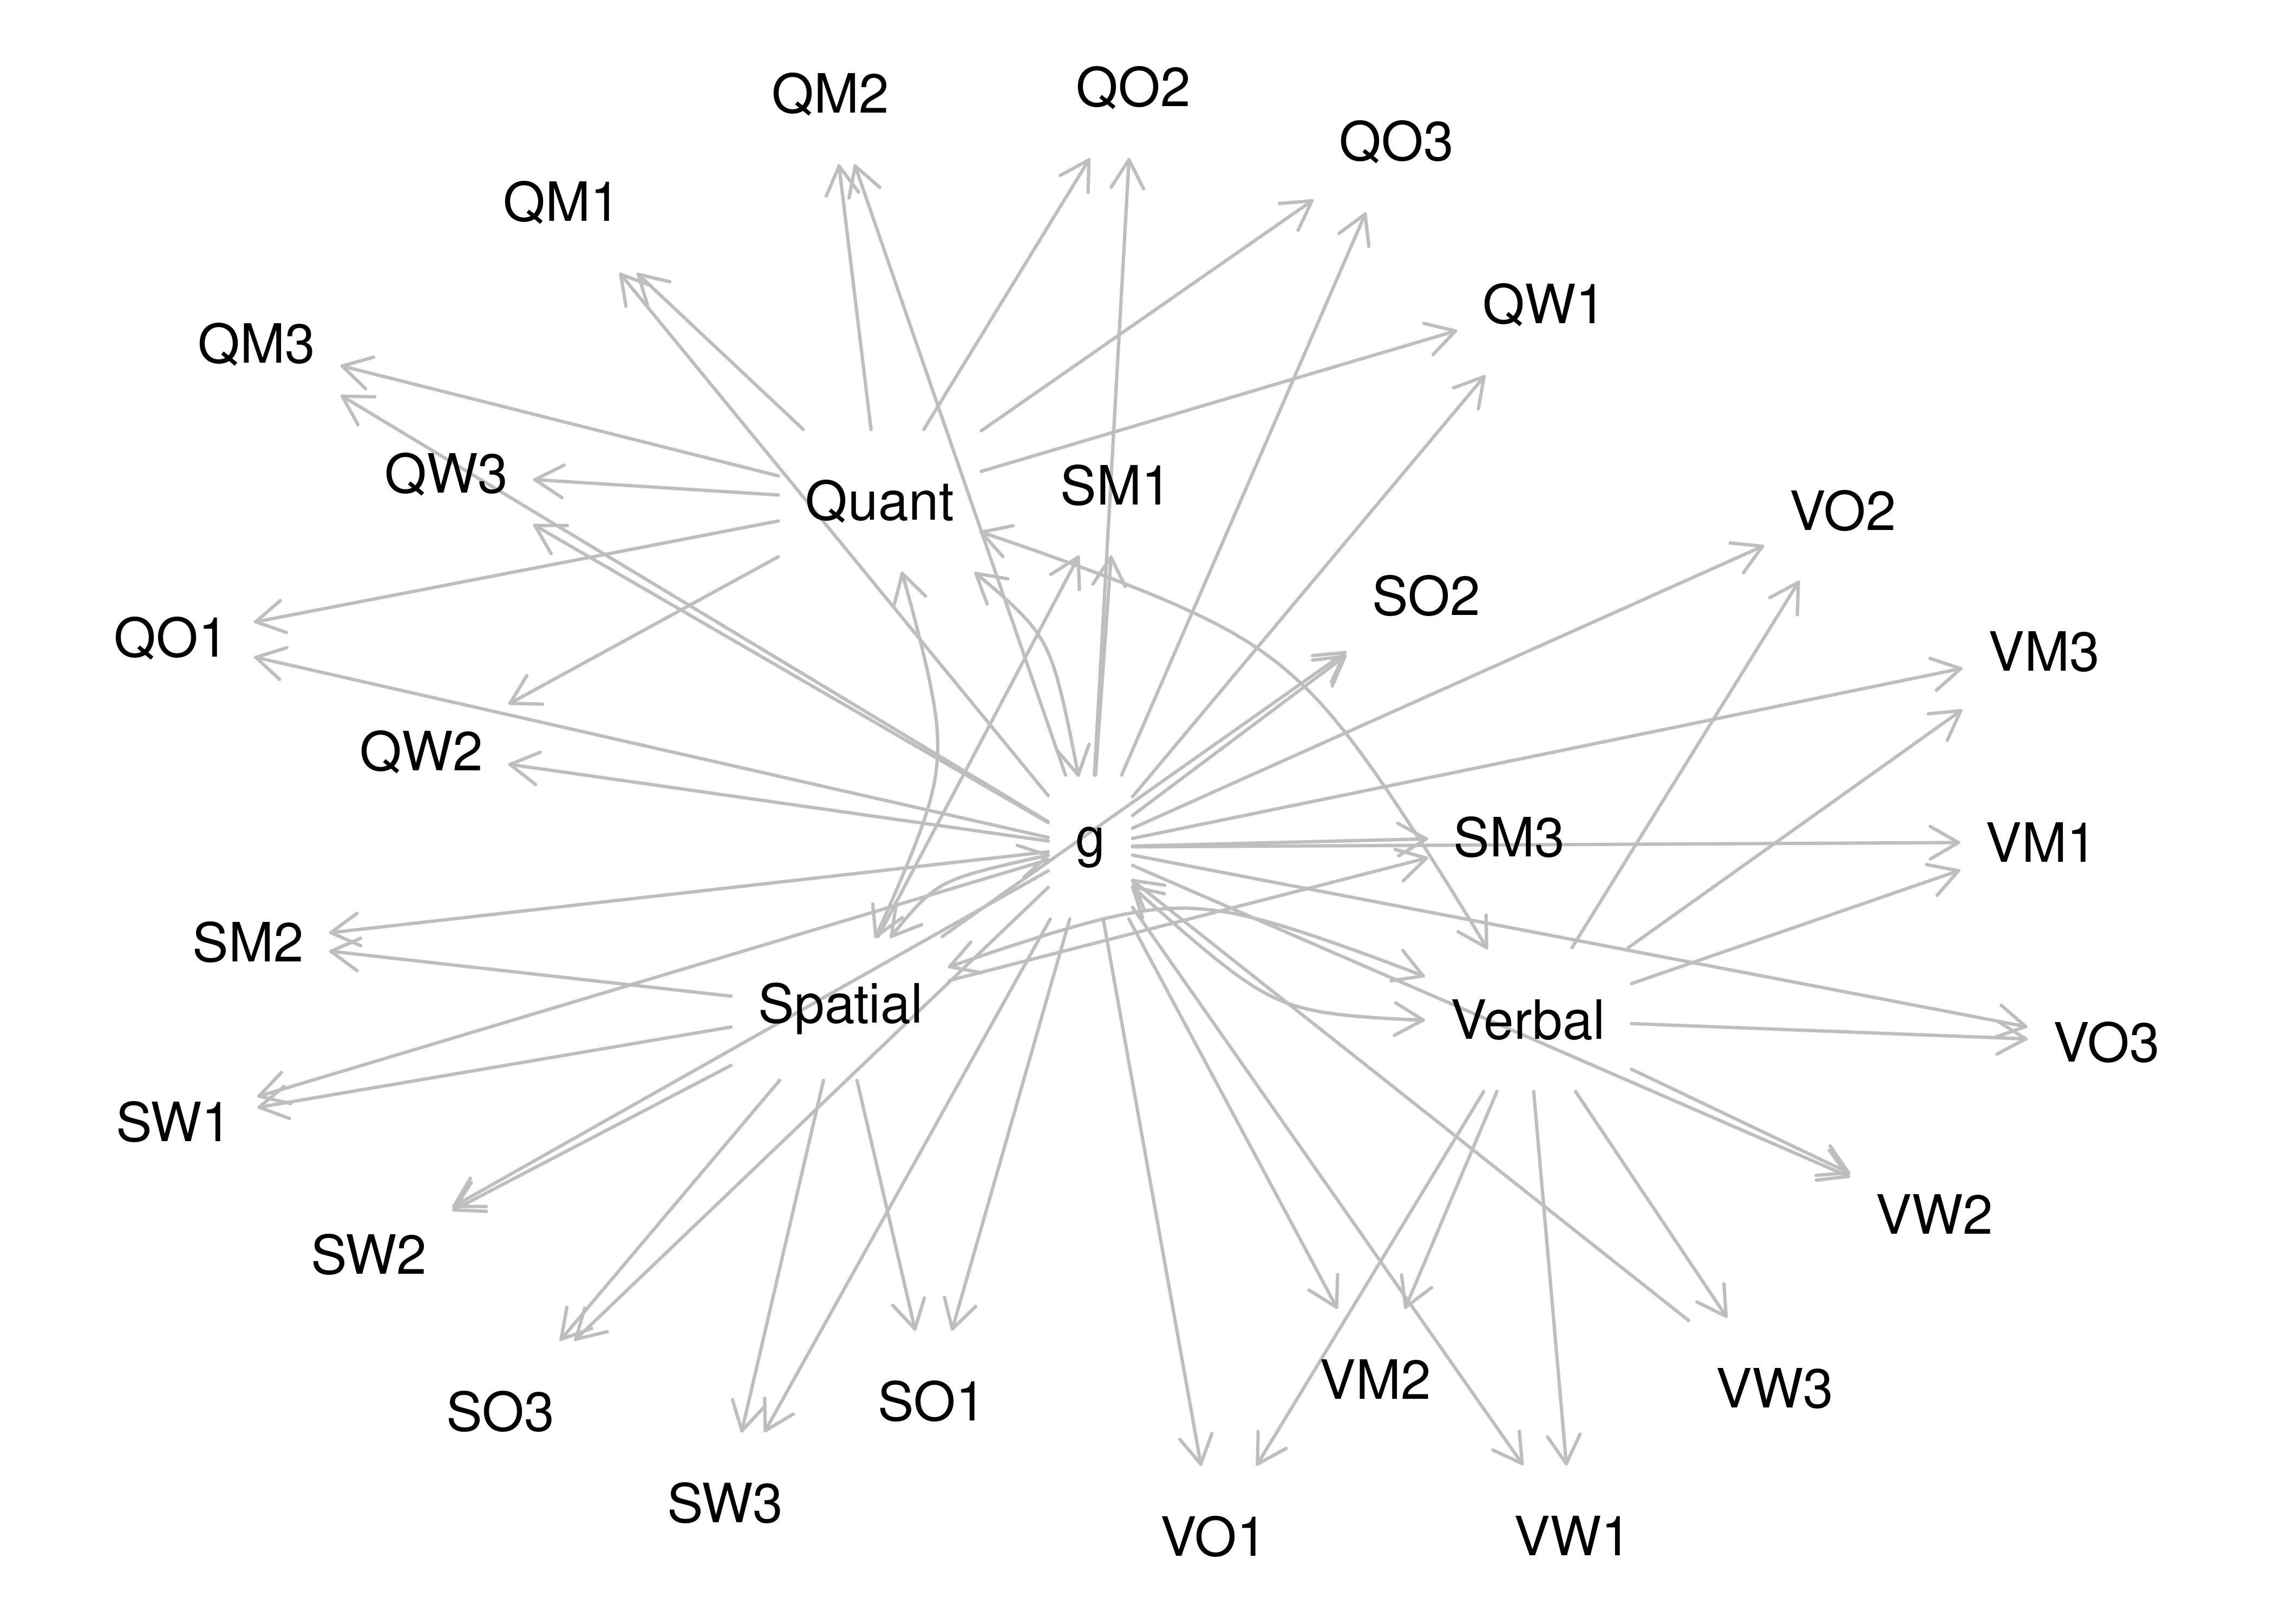 QO2
QM2
QO3
QM1
QW1
QM3
QW3
SM1
Quant
VO2
SO2
QO1
VM3
QW2
SM3
g
VM1
SM2
Spatial
Verbal
VO3
SW1
VW2
SW2
VM2
VW3
SO1
SO3
SW3
VO1
VW1